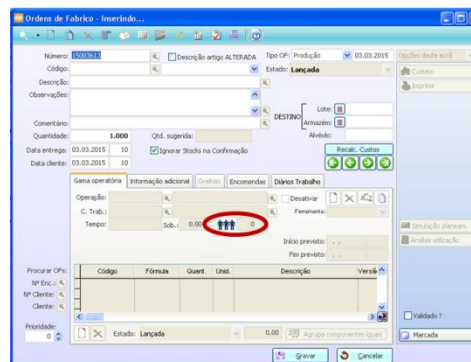 Ordens de Fabrico - Inserindo...
Número: 15003613 Descrição artigo ALTERADA Tipo OF: Produção 03.03.2015 Opções deste ecrã
Código: Estado: Lançada Custeio
Descrição: Imprime
Observações:
DESTINO Lote:
Comentário: Armazém:
Quantidade: 1.000 Qtd. sugerida: Alvéolo:
Data entrega: 03.03.2015 10 Ignorar Stocks na Confirmação Recalc. Custos
Data cliente: 03.03.2015 10
Gama operatória Informação adicional Grelhas Encomendas Diários Trabalho
Operação: Desativar
C. Trab.: Ferramenta:
Tempo: Sob.: 0.00 0 Simulação planeam.
Início previsto: . . Análise utilização
Fim previsto: . .
Procurar OFs: Código Fórmula Quant. Unid. Descrição Versão
Nº Enc.:
Nº Cliente:
Cliente:
Validado ?
Prioridade: 0 Estado: Lançada 0.00 Agrupa componentes iguais Marcada
Gravar Cancelar